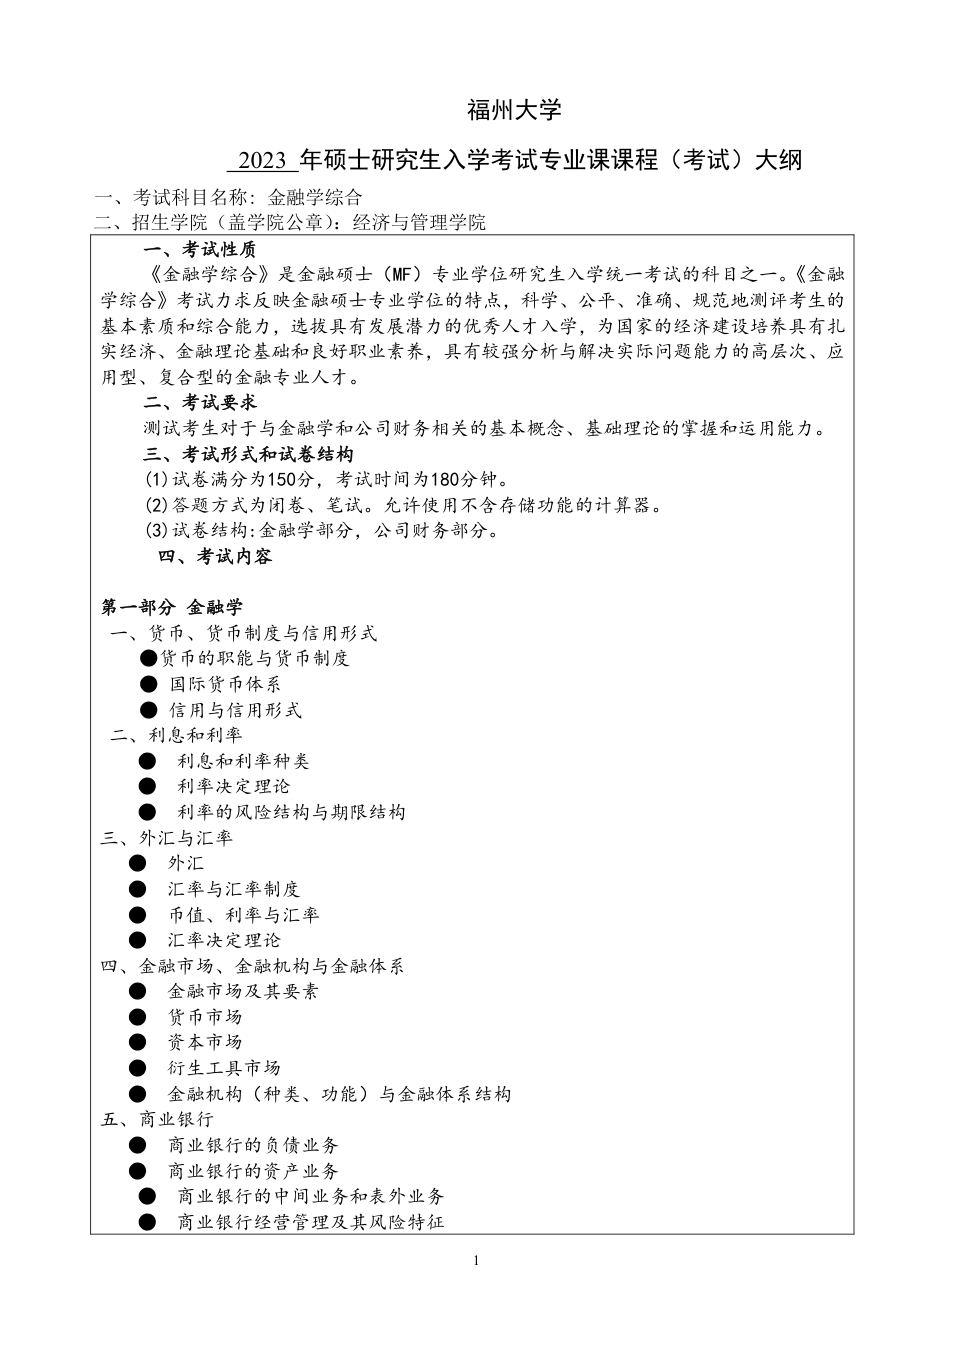 福州大学
2023 年硕士研究生入学考试专业课课程（考试）大纲
一、考试科目名称: 金融学综合
二、招生学院（盖学院公章）: 经济与管理学院
一、考试性质
《金融学综合》是金融硕士（MF）专业学位研究生入学统一考试的科目之一。《金融
学综合》考试力求反映金融硕士专业学位的特点，科学、公平、准确、规范地测评考生的
基本素质和综合能力，选拔具有发展潜力的优秀人才入学，为国家的经济建设培养具有扎
实经济、金融理论基础和良好职业素养，具有较强分析与解决实际问题能力的高层次、应
用型、复合型的金融专业人才。
二、考试要求
测试考生对于与金融学和公司财务相关的基本概念、基础理论的掌握和运用能力。
三、考试形式和试卷结构
(1)试卷满分为150分，考试时间为180分钟。
(2)答题方式为闭卷、笔试。允许使用不含存储功能的计算器。
(3)试卷结构:金融学部分，公司财务部分。
四、考试内容
第一部分 金融学
一、货币、货币制度与信用形式
●货币的职能与货币制度
● 国际货币体系
● 信用与信用形式
二、利息和利率
● 利息和利率种类
● 利率决定理论
● 利率的风险结构与期限结构
三、外汇与汇率
● 外汇
● 汇率与汇率制度
● 币值、利率与汇率
● 汇率决定理论
四、金融市场、金融机构与金融体系
● 金融市场及其要素
● 货币市场
● 资本市场
● 衍生工具市场
● 金融机构（种类、功能）与金融体系结构
五、商业银行
● 商业银行的负债业务
● 商业银行的资产业务
● 商业银行的中间业务和表外业务
● 商业银行经营管理及其风险特征
1